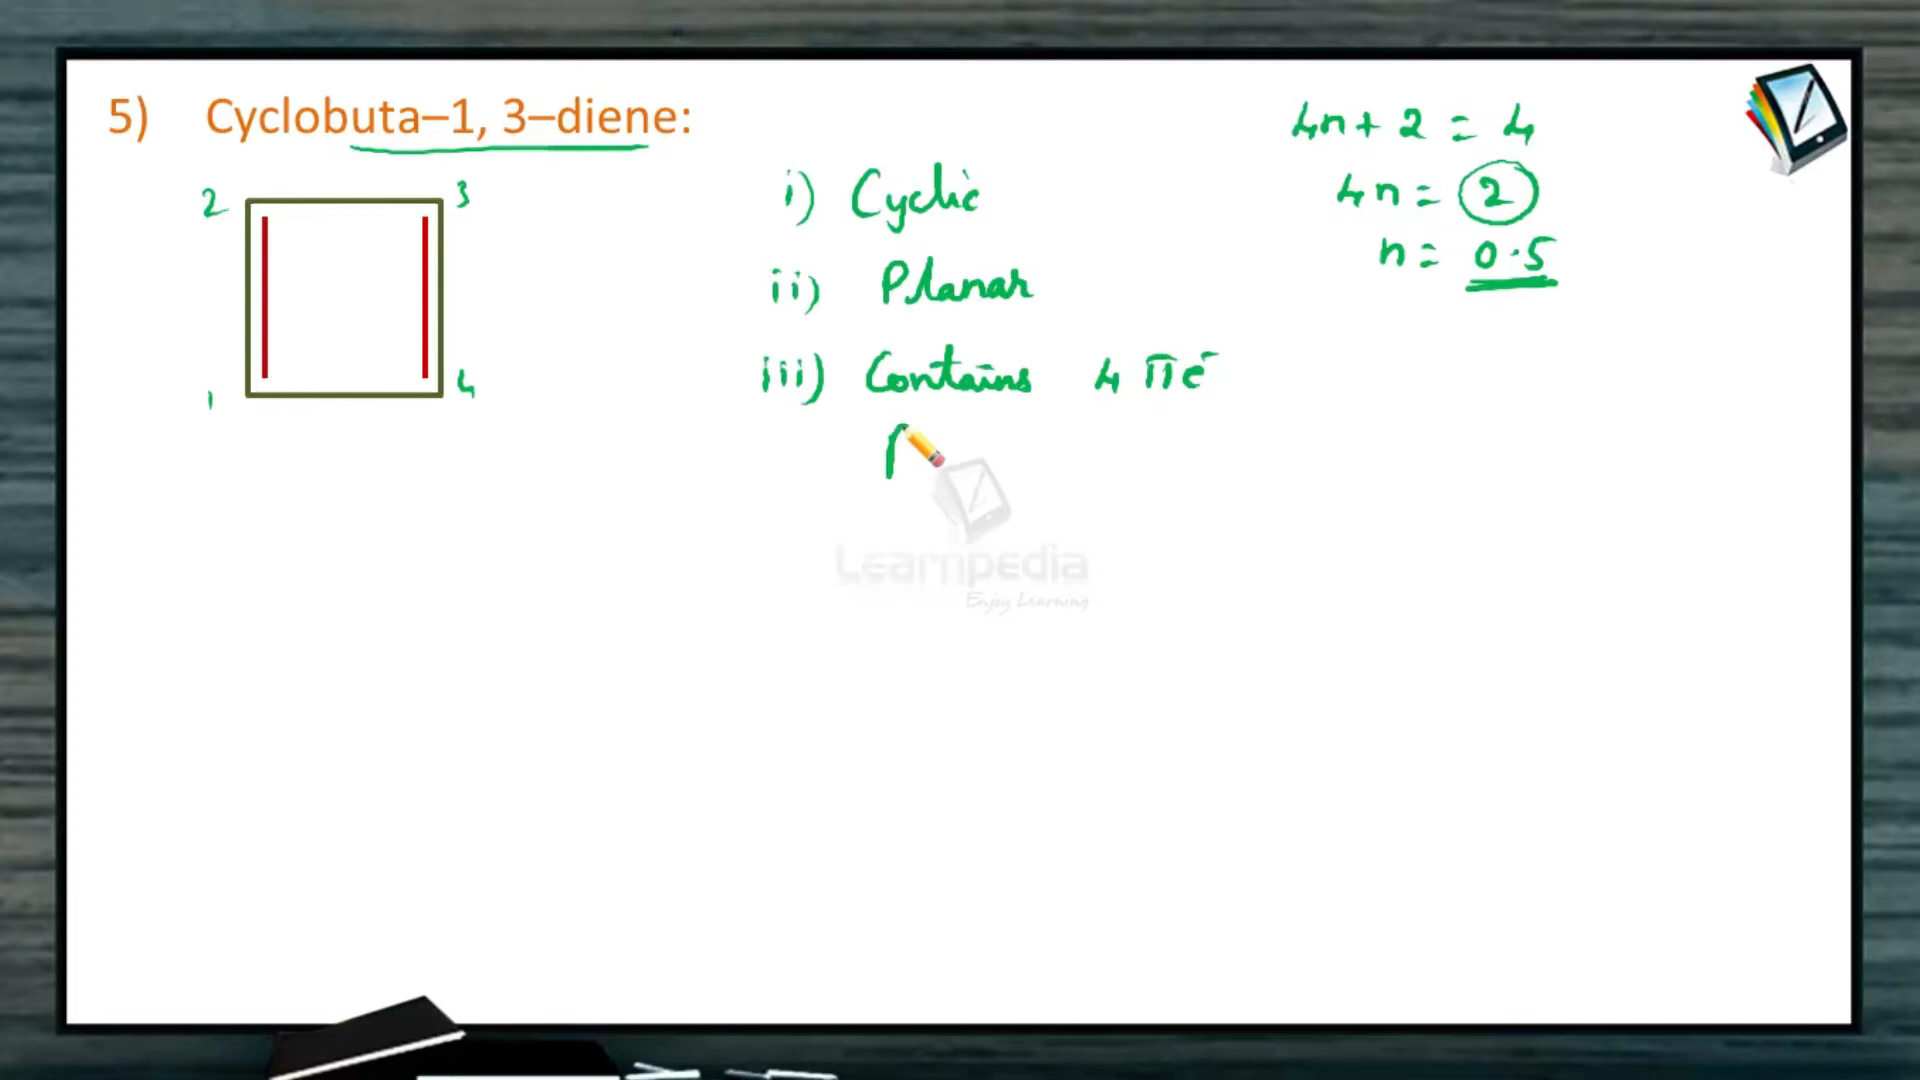 5) Cyclobuta–1, 3–diene:
4n + 2 = 4
4n = 2
n = 0.5
2 3
1 4
i) Cyclic
ii) Planar
iii) Contains 4 πe⁻
Learnpedia
Enjoy Learning